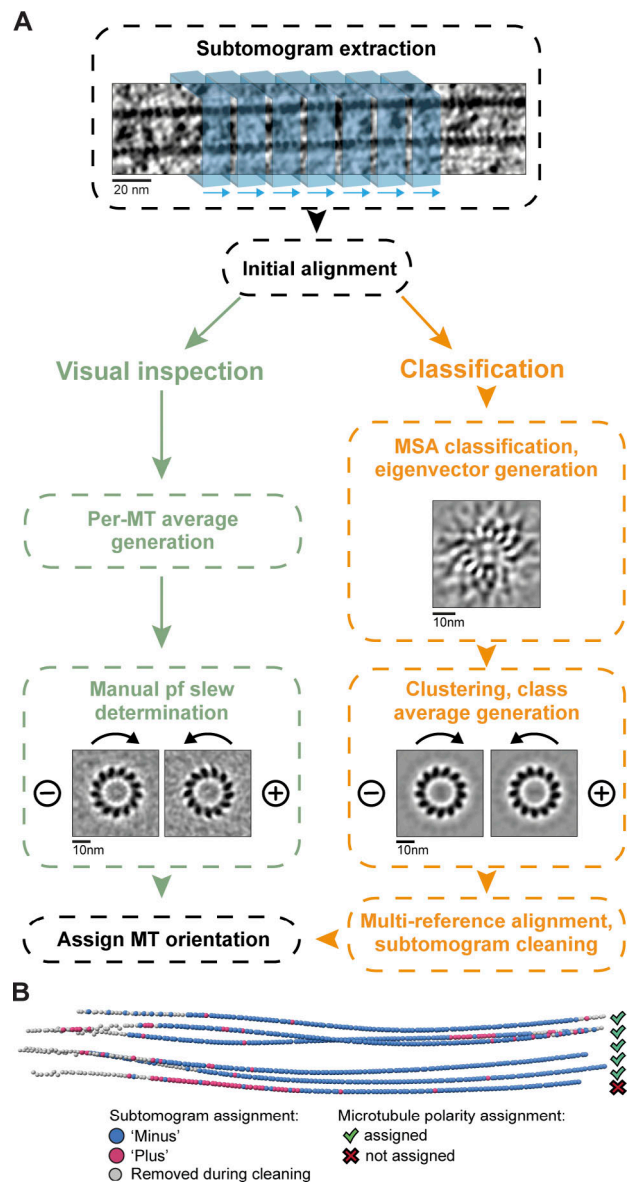 A
Subtomogram extraction
20 nm
Initial alignment
Visual inspection
Classification
MSA classification,
eigenvector generation
10nm
Per-MT average
generation
Manual pf slew
determination
−
+
10nm
Clustering, class
average generation
−
+
10nm
Assign MT orientation
Multi-reference alignment,
subtomogram cleaning
B
Subtomogram assignment:
'Minus'
'Plus'
Removed during cleaning
Microtubule polarity assignment:
assigned
not assigned